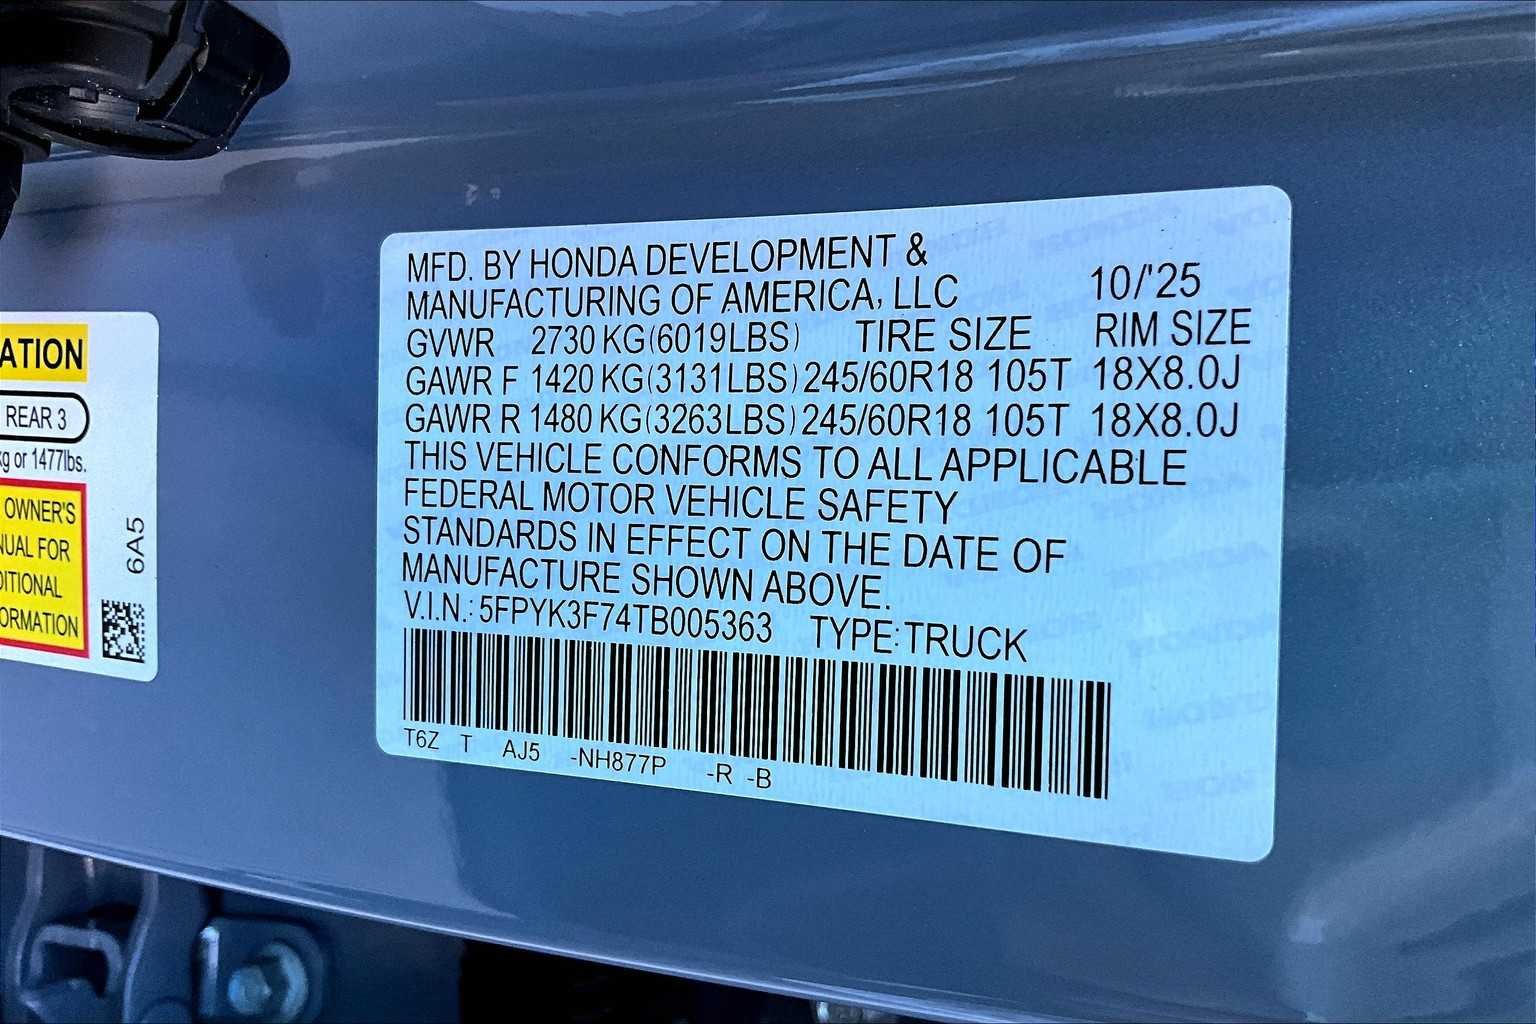 ATION
REAR 3
kg or 1477lbs.
OWNER'S
NUAL FOR
DITIONAL
ORMATION
6A5
MFD. BY HONDA DEVELOPMENT &
MANUFACTURING OF AMERICA, LLC 10/'25
GVWR 2730 KG(6019LBS) TIRE SIZE RIM SIZE
GAWR F 1420 KG(3131LBS) 245/60R18 105T 18X8.0J
GAWR R 1480 KG(3263LBS) 245/60R18 105T 18X8.0J
THIS VEHICLE CONFORMS TO ALL APPLICABLE
FEDERAL MOTOR VEHICLE SAFETY
STANDARDS IN EFFECT ON THE DATE OF
MANUFACTURE SHOWN ABOVE.
V.I.N.: 5FPYK3F74TB005363 TYPE:TRUCK
T6Z T AJ5 -NH877P -R -B